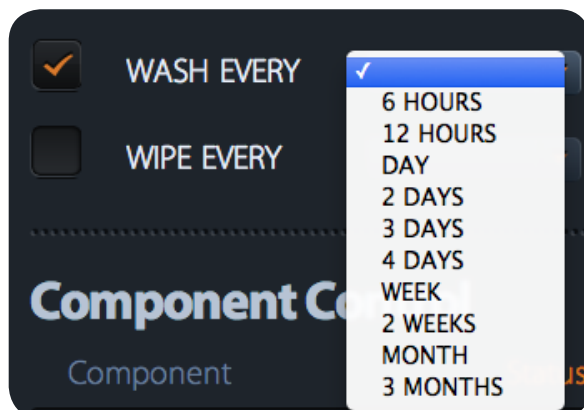 WASH EVERY
6 HOURS
12 HOURS
WIPE EVERY
DAY
2 DAYS
3 DAYS
4 DAYS
WEEK
2 WEEKS
MONTH
3 MONTHS
Component
Component